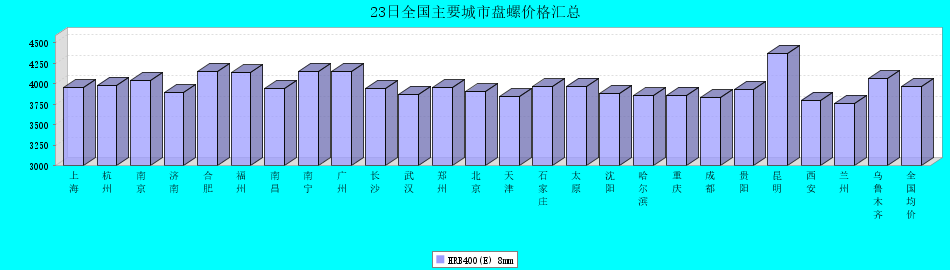 23日全国主要城市盘螺价格汇总
4500
4250
4000
3750
3500
3250
3000
上海
杭州
南京
济南
合肥
福州
南昌
南宁
广州
长沙
武汉
郑州
北京
天津
石家庄
太原
沈阳
哈尔滨
重庆
成都
贵阳
昆明
西安
兰州
乌鲁木齐
全国均价
HRB400(E) 8mm